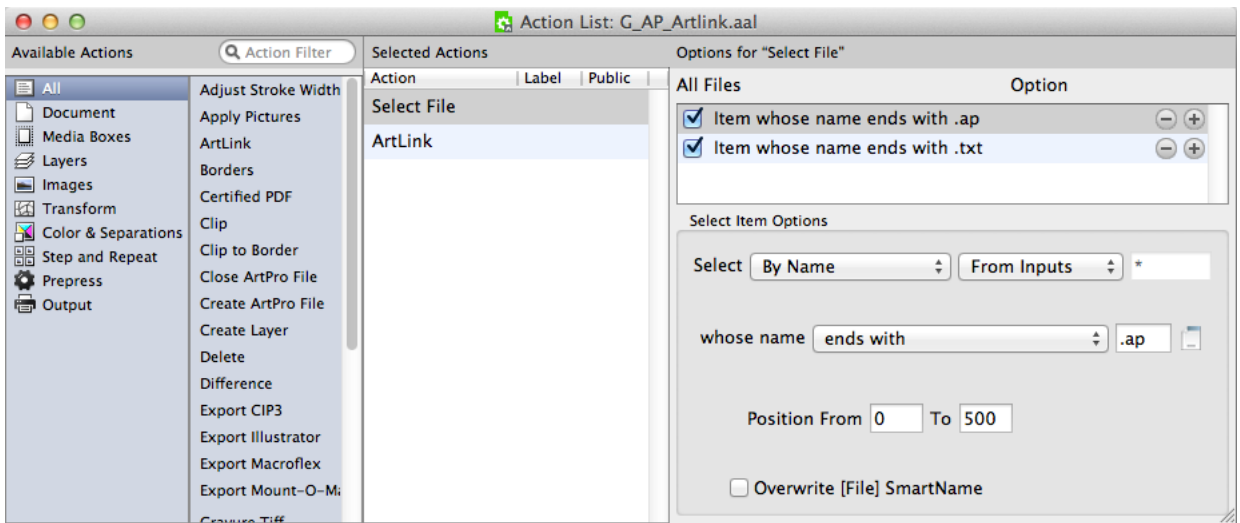 Action List: G_AP_Artlink.aal
Available Actions
Action Filter
All
Document
Media Boxes
Layers
Images
Transform
Color & Separations
Step and Repeat
Prepress
Output
Adjust Stroke Width
Apply Pictures
ArtLink
Borders
Certified PDF
Clip
Clip to Border
Close ArtPro File
Create ArtPro File
Create Layer
Delete
Difference
Export CIP3
Export Illustrator
Export Macroflex
Export Mount-O-Ma
Gravure Tiff
Selected Actions
Action Label Public
Select File
ArtLink
Options for "Select File"
All Files Option
Item whose name ends with .ap
Item whose name ends with .txt
Select Item Options
Select By Name From Inputs *
whose name ends with .ap
Position From 0 To 500
Overwrite [File] SmartName